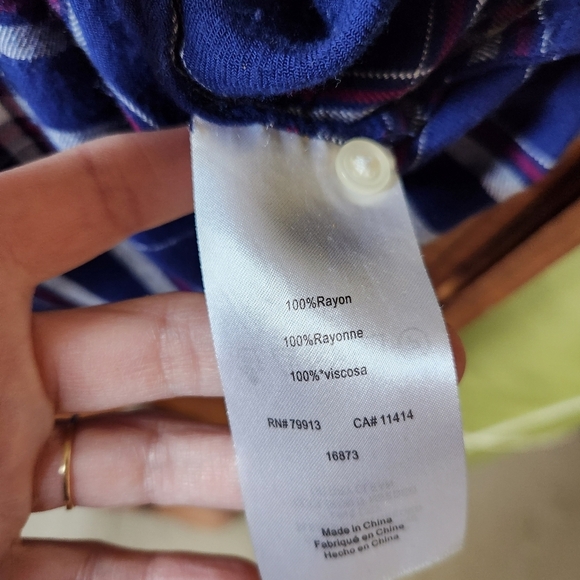 100%Rayon
100%Rayonne
100%*viscosa
RN# 79913 CA# 11414
16873
Made in China
Fabriqué en China
Hecho en China